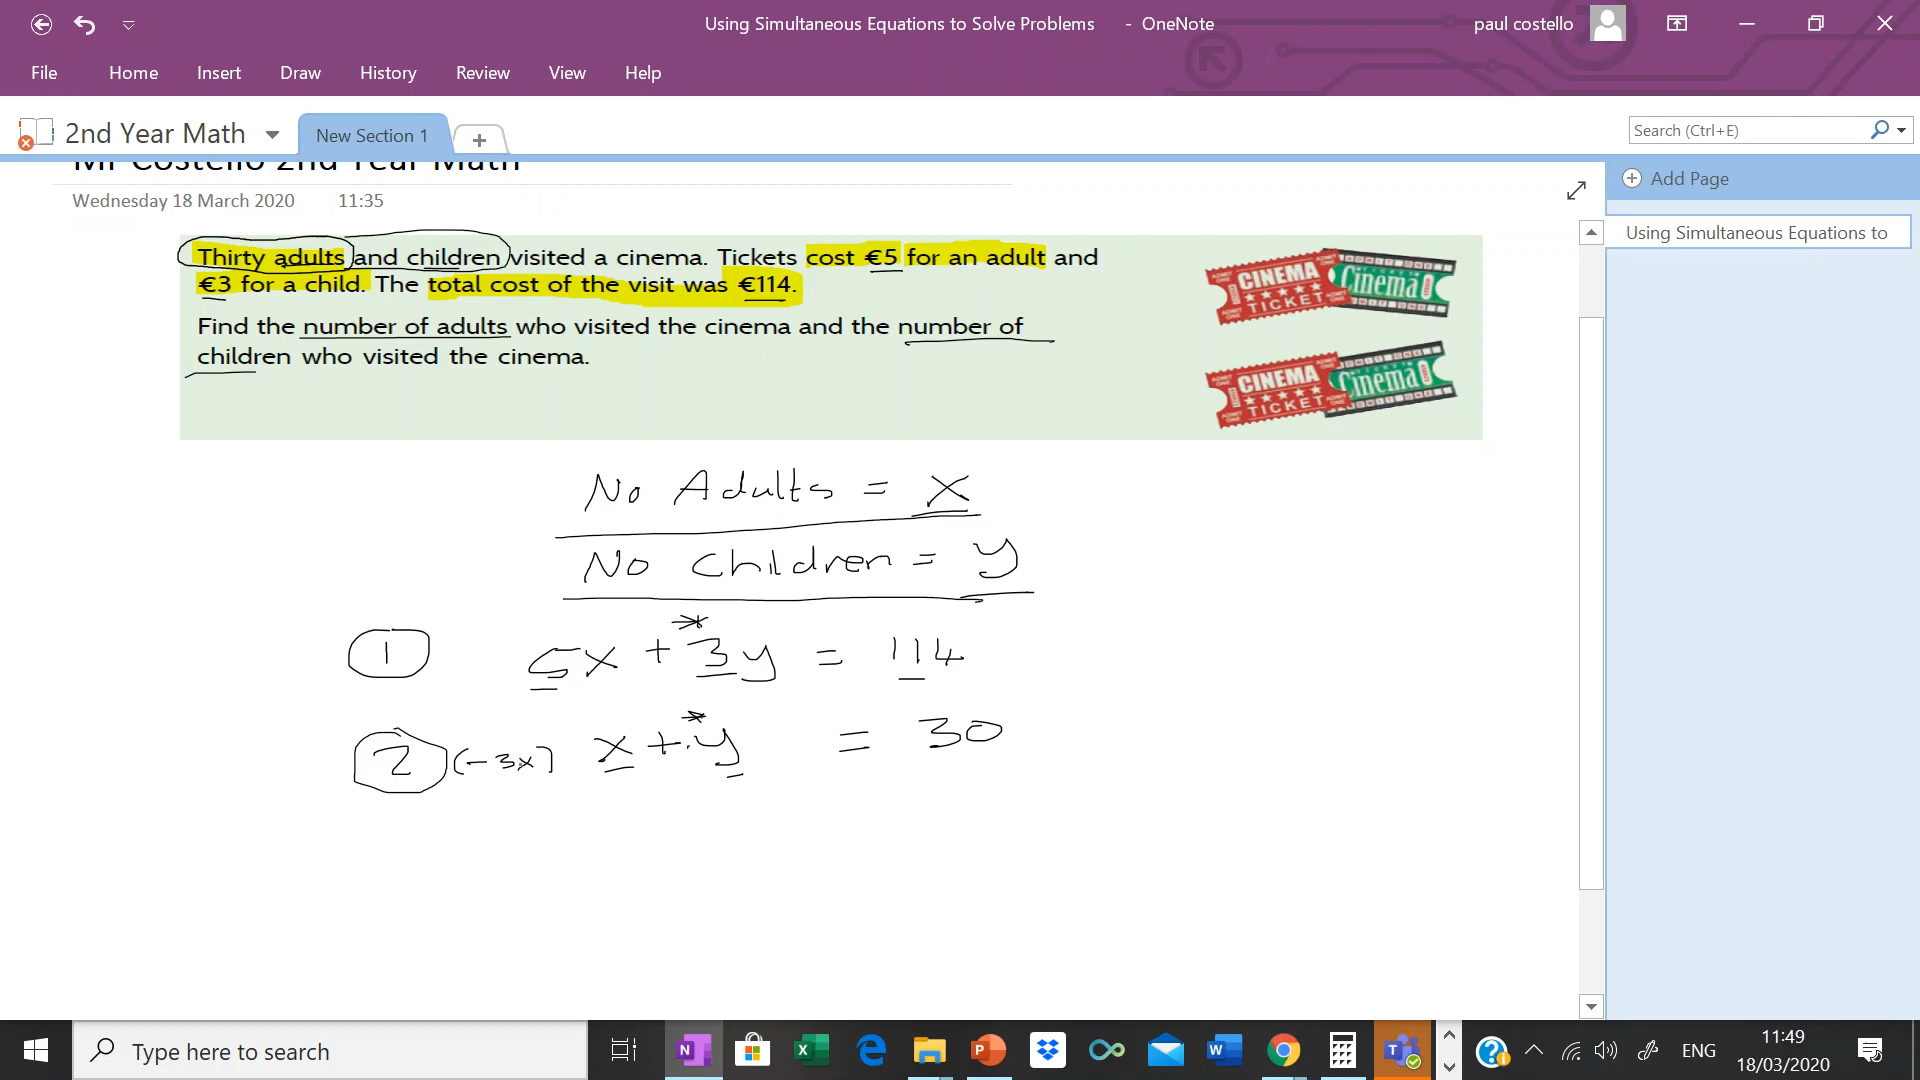 Using Simultaneous Equations to Solve Problems - OneNote
paul costello
File Home Insert Draw History Review View Help
2nd Year Math
New Section 1
Search (Ctrl+E)
Mr Costello 2nd Year Math
Add Page
Wednesday 18 March 2020 11:35
Using Simultaneous Equations to
Thirty adults and children visited a cinema. Tickets cost €5 for an adult and
€3 for a child. The total cost of the visit was €114.
Find the number of adults who visited the cinema and the number of
children who visited the cinema.
CINEMA TICKET Cinema
CINEMA TICKET Cinema
No Adults = x
No Children = y
1 5x + 3y = 114
2 (-3x) x + y = 30
Type here to search
ENG
11:49
18/03/2020